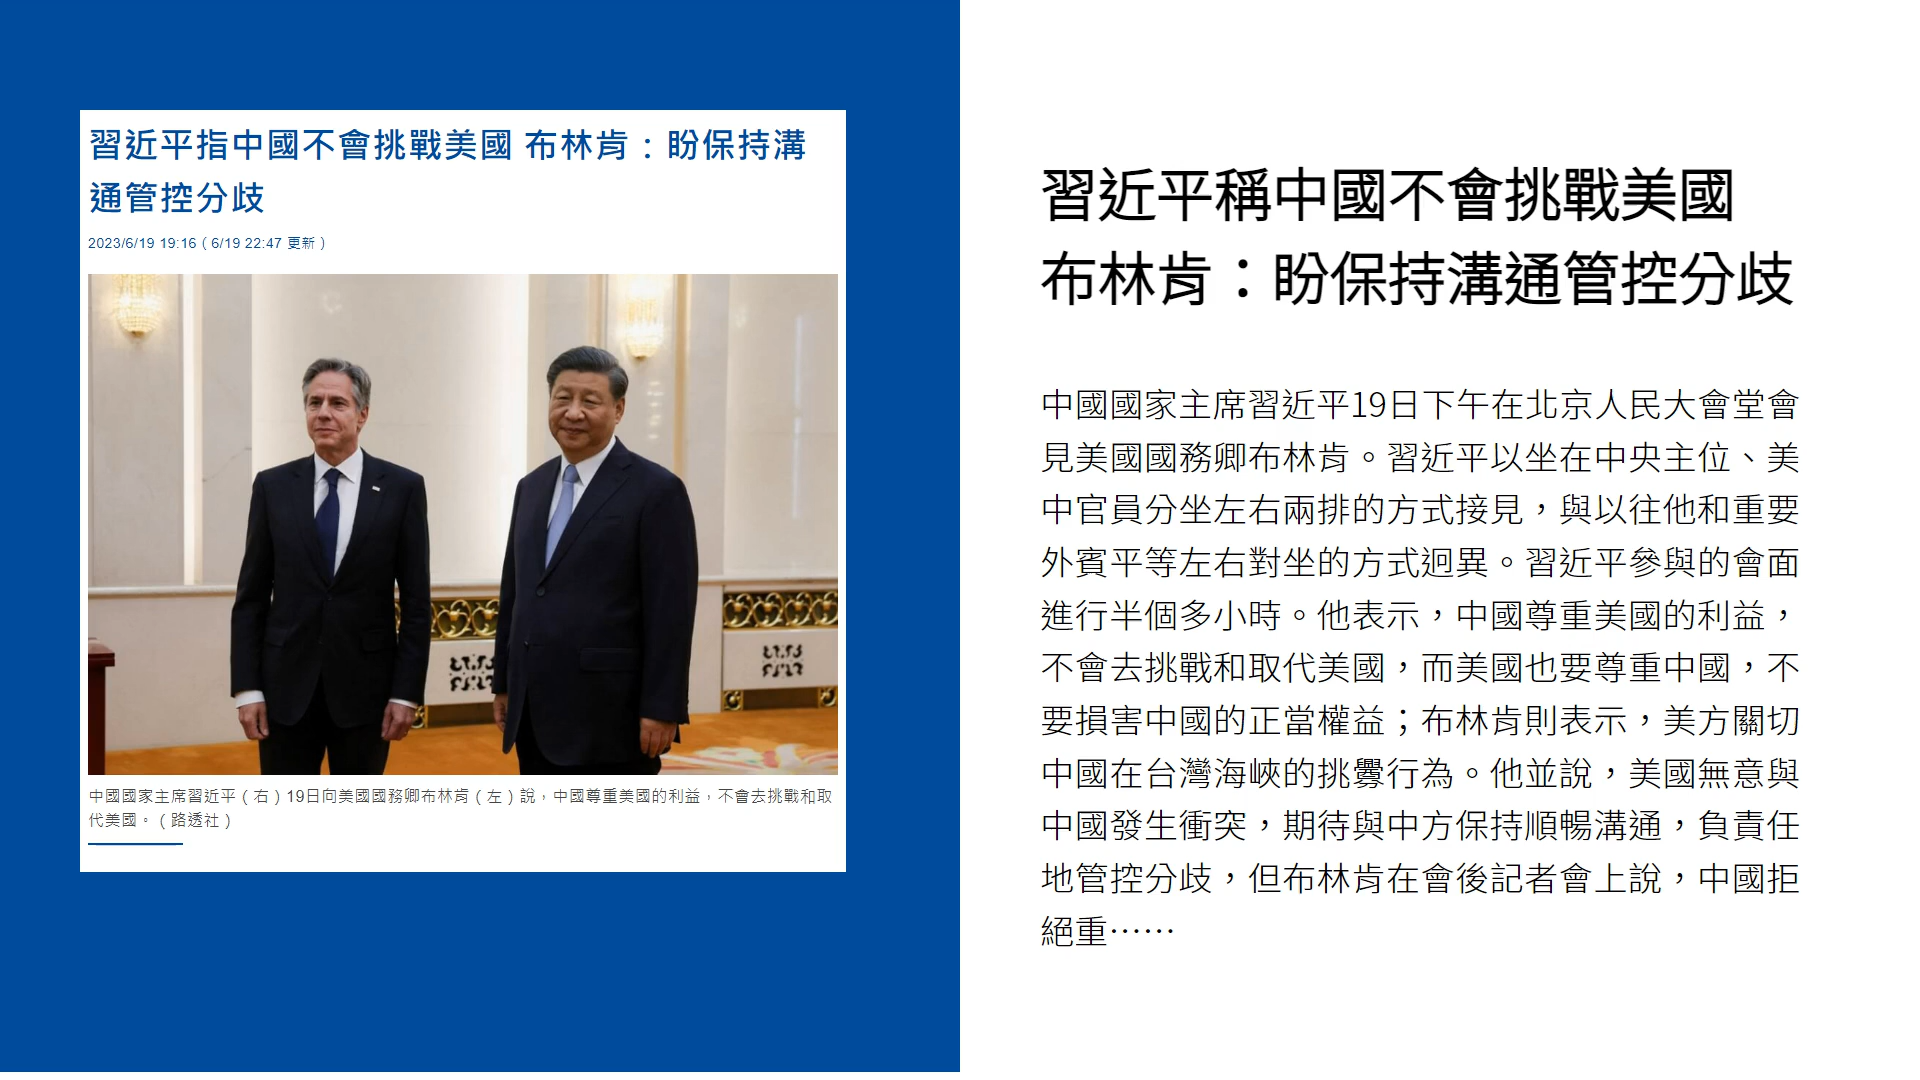 習近平指中國不會挑戰美國 布林肯：盼保持溝
通管控分歧
2023/6/19 19:16（6/19 22:47 更新）
中國國家主席習近平（右）19日向美國國務卿布林肯（左）說，中國尊重美國的利益，不會去挑戰和取
代美國。（路透社）
習近平稱中國不會挑戰美國
布林肯：盼保持溝通管控分歧
中國國家主席習近平19日下午在北京人民大會堂會
見美國國務卿布林肯。習近平以坐在中央主位、美
中官員分坐左右兩排的方式接見，與以往他和重要
外賓平等左右對坐的方式迥異。習近平參與的會面
進行半個多小時。他表示，中國尊重美國的利益，
不會去挑戰和取代美國，而美國也要尊重中國，不
要損害中國的正當權益；布林肯則表示，美方關切
中國在台灣海峽的挑釁行為。他並說，美國無意與
中國發生衝突，期待與中方保持順暢溝通，負責任
地管控分歧，但布林肯在會後記者會上說，中國拒
絕重⋯⋯